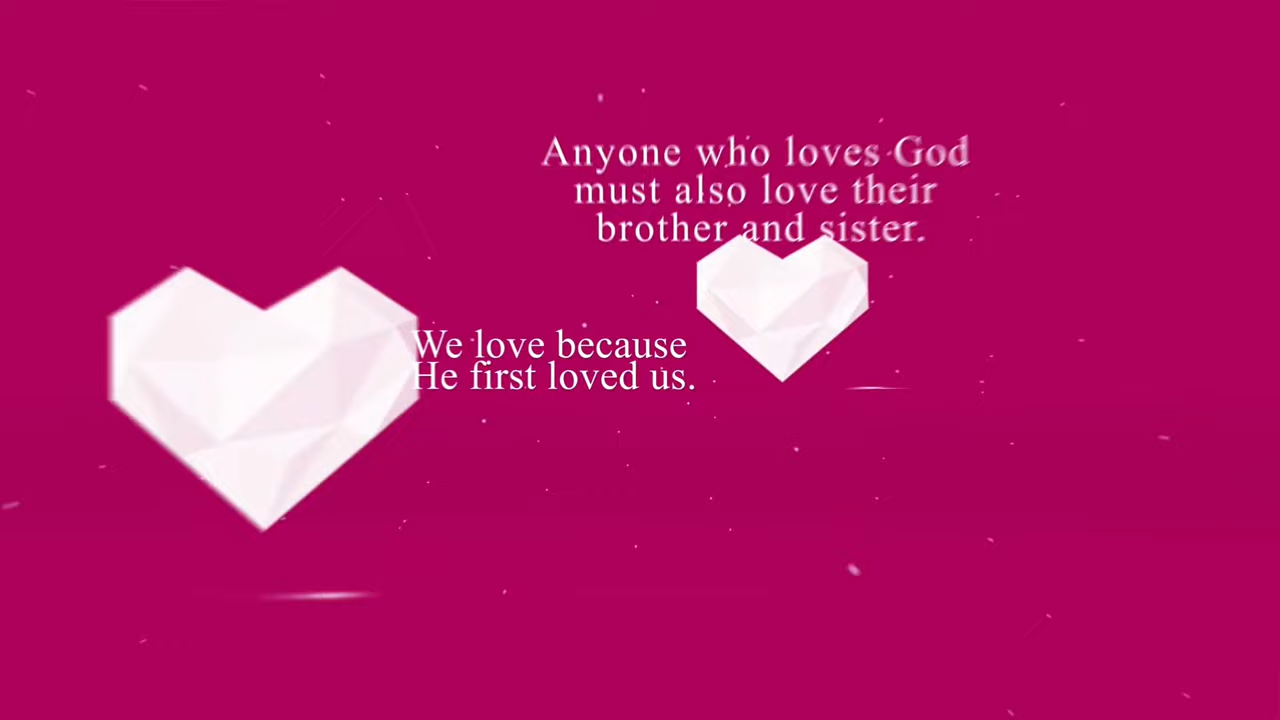 Anyone who loves God
must also love their
brother and sister.
We love because
He first loved us.